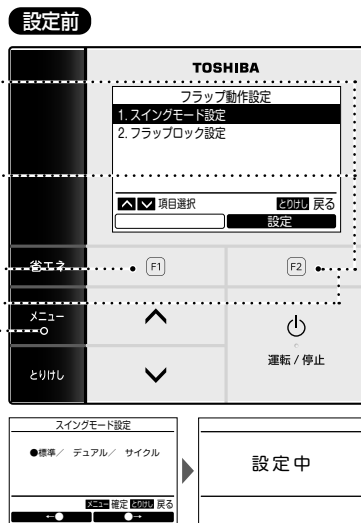 設定前
TOSHIBA
フラップ動作設定
1. スイングモード設定
2. フラップロック設定
項目選択 とりけし 戻る
設定
省エネ F1 F2
メニュー
運転 / 停止
とりけし
スイングモード設定
●標準／ デュアル／ サイクル
メニュー 確定 とりけし 戻る
←● ●→
設定中